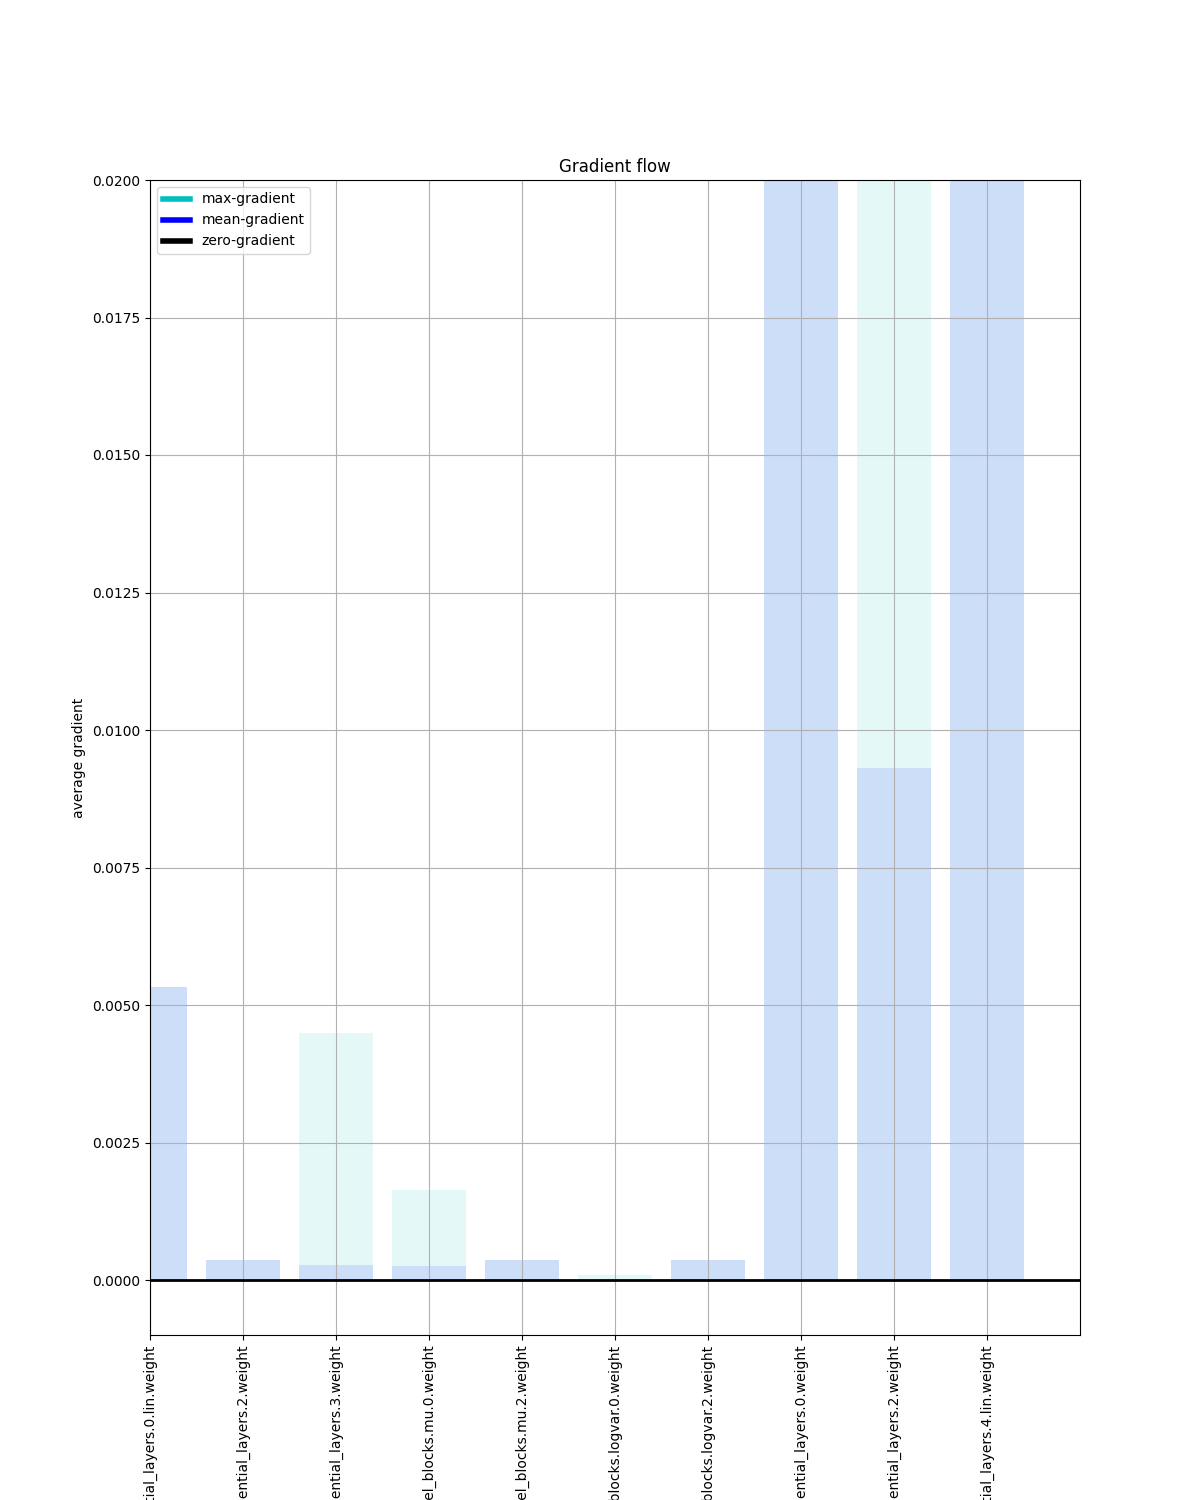 Gradient flow
max-gradient
mean-gradient
zero-gradient
0.0200
0.0175
0.0150
0.0125
0.0100
0.0075
0.0050
0.0025
0.0000
average gradient
tial_layers.0.lin.weight
ential_layers.2.weight
ential_layers.3.weight
el_blocks.mu.0.weight
el_blocks.mu.2.weight
blocks.logvar.0.weight
blocks.logvar.2.weight
ential_layers.0.weight
ential_layers.2.weight
tial_layers.4.lin.weight